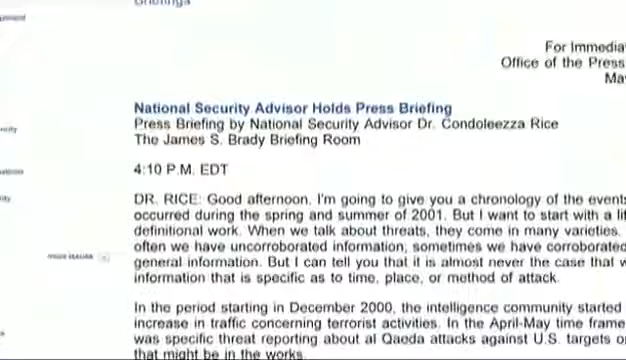 Briefings
For Immedia
Office of the Press
Ma
National Security Advisor Holds Press Briefing
Press Briefing by National Security Advisor Dr. Condoleezza Rice
The James S. Brady Briefing Room
4:10 P.M. EDT
DR. RICE: Good afternoon. I'm going to give you a chronology of the events
occurred during the spring and summer of 2001. But I want to start with a lit
definitional work. When we talk about threats, they come in many varieties.
often we have uncorroborated information; sometimes we have corroborated
general information. But I can tell you that it is almost never the case that w
information that is specific as to time, place, or method of attack.
In the period starting in December 2000, the intelligence community started
increase in traffic concerning terrorist activities. In the April-May time frame
was specific threat reporting about al Qaeda attacks against U.S. targets o
that might be in the works.